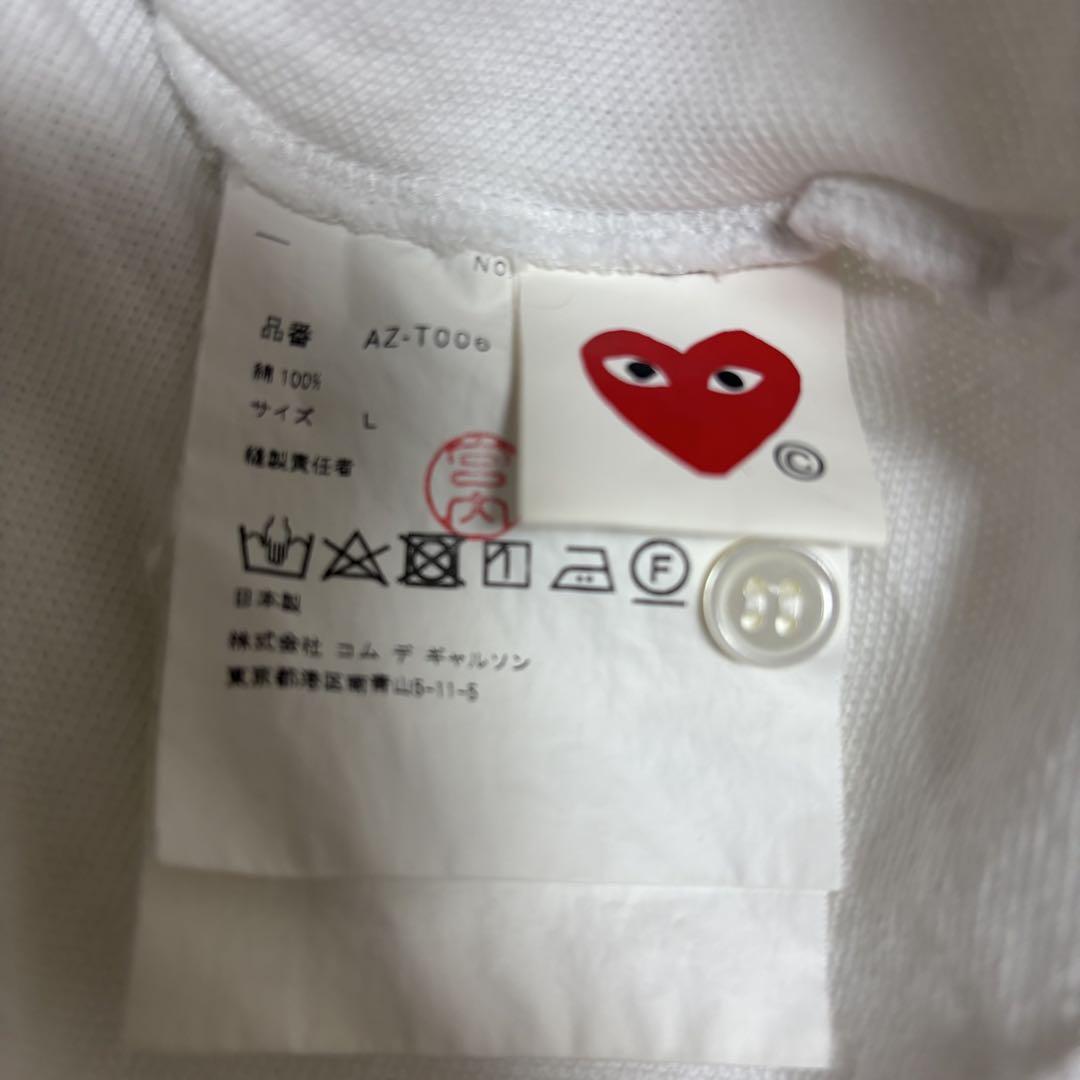 NO.
品番 AZ-T006
綿 100%
サイズ L
縫製責任者
宮内
F
日本製
株式会社 コム デ ギャルソン
東京都港区南青山5-11-5
©